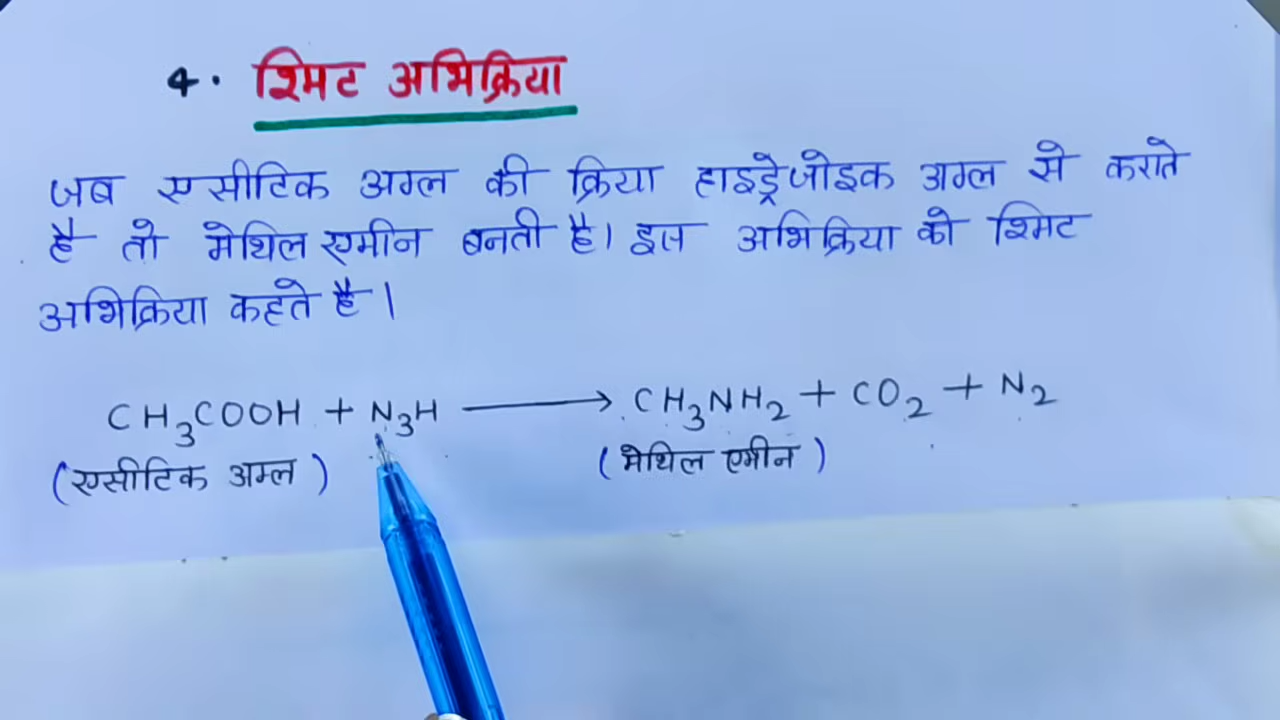 4. श्मिट अभिक्रिया
जब एसीटिक अम्ल की क्रिया हाइड्रेजोइक अम्ल से कराते
है तो मेथिल एमीन बनती है। इस अभिक्रिया को श्मिट
अभिक्रिया कहते है।
CH₃COOH + N₃H ⟶ CH₃NH₂ + CO₂ + N₂
(एसीटिक अम्ल) (मेथिल एमीन)